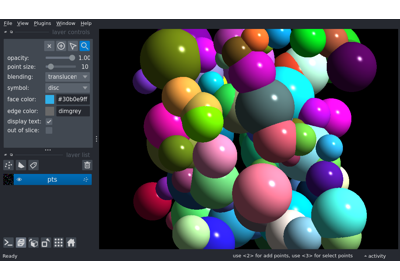 File View Plugins Window Help
layer controls
opacity: 1.00
point size: 10
blending: translucen
symbol: disc
face color: #30b0e9ff
edge color: dimgrey
display text:
out of slice:
layer list
pts
Ready
use <2> for add points, use <3> for select points
activity